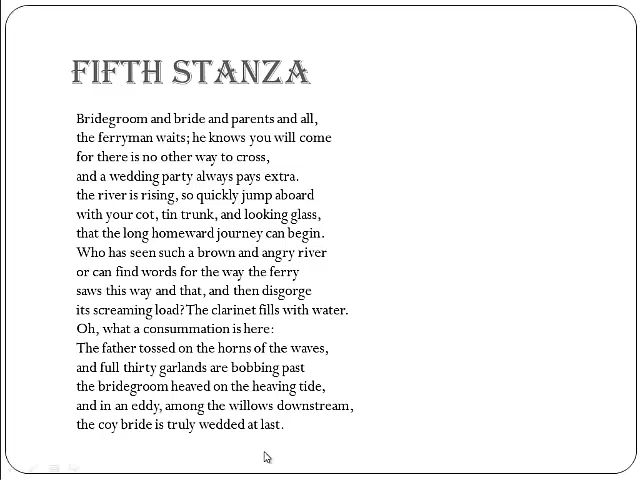 FIFTH STANZA
Bridegroom and bride and parents and all,
the ferryman waits; he knows you will come
for there is no other way to cross,
and a wedding party always pays extra.
the river is rising, so quickly jump aboard
with your cot, tin trunk, and looking glass,
that the long homeward journey can begin.
Who has seen such a brown and angry river
or can find words for the way the ferry
saws this way and that, and then disgorge
its screaming load? The clarinet fills with water.
Oh, what a consummation is here:
The father tossed on the horns of the waves,
and full thirty garlands are bobbing past
the bridegroom heaved on the heaving tide,
and in an eddy, among the willows downstream,
the coy bride is truly wedded at last.